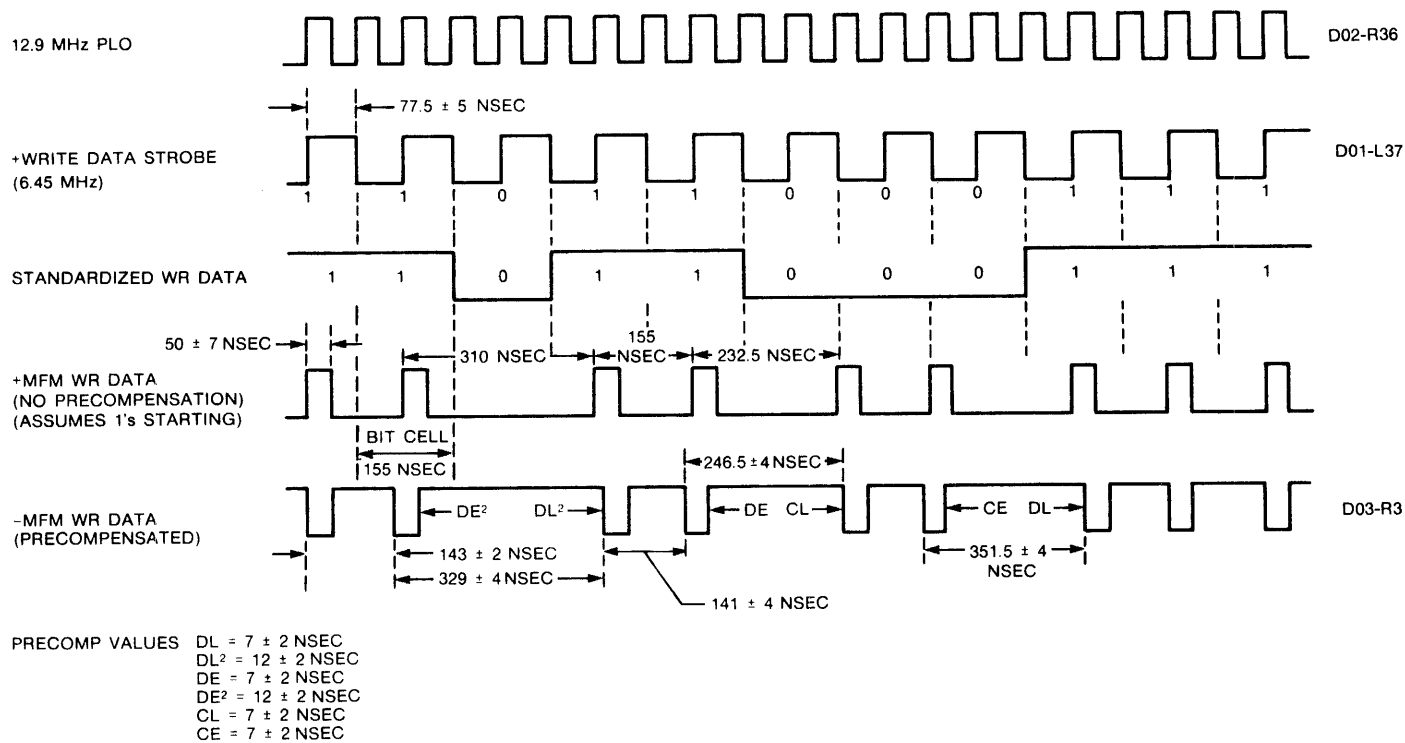 12.9 MHz PLO
D02-R36
77.5 ± 5 NSEC
+WRITE DATA STROBE
(6.45 MHz)
D01-L37
1 1 0 1 1 0 0 0 1 1 1
STANDARDIZED WR DATA
1 1 0 1 1 0 0 0 1 1 1
50 ± 7 NSEC
310 NSEC
155
NSEC
232.5 NSEC
+MFM WR DATA
(NO PRECOMPENSATION)
(ASSUMES 1's STARTING)
BIT CELL
155 NSEC
246.5 ±4 NSEC
-MFM WR DATA
(PRECOMPENSATED)
DE² DL² DE CL CE DL
D03-R3
143 ± 2 NSEC
329 ± 4 NSEC
351.5 ± 4
NSEC
141 ± 4 NSEC
PRECOMP VALUES DL = 7 ± 2 NSEC
DL² = 12 ± 2 NSEC
DE = 7 ± 2 NSEC
DE² = 12 ± 2 NSEC
CL = 7 ± 2 NSEC
CE = 7 ± 2 NSEC